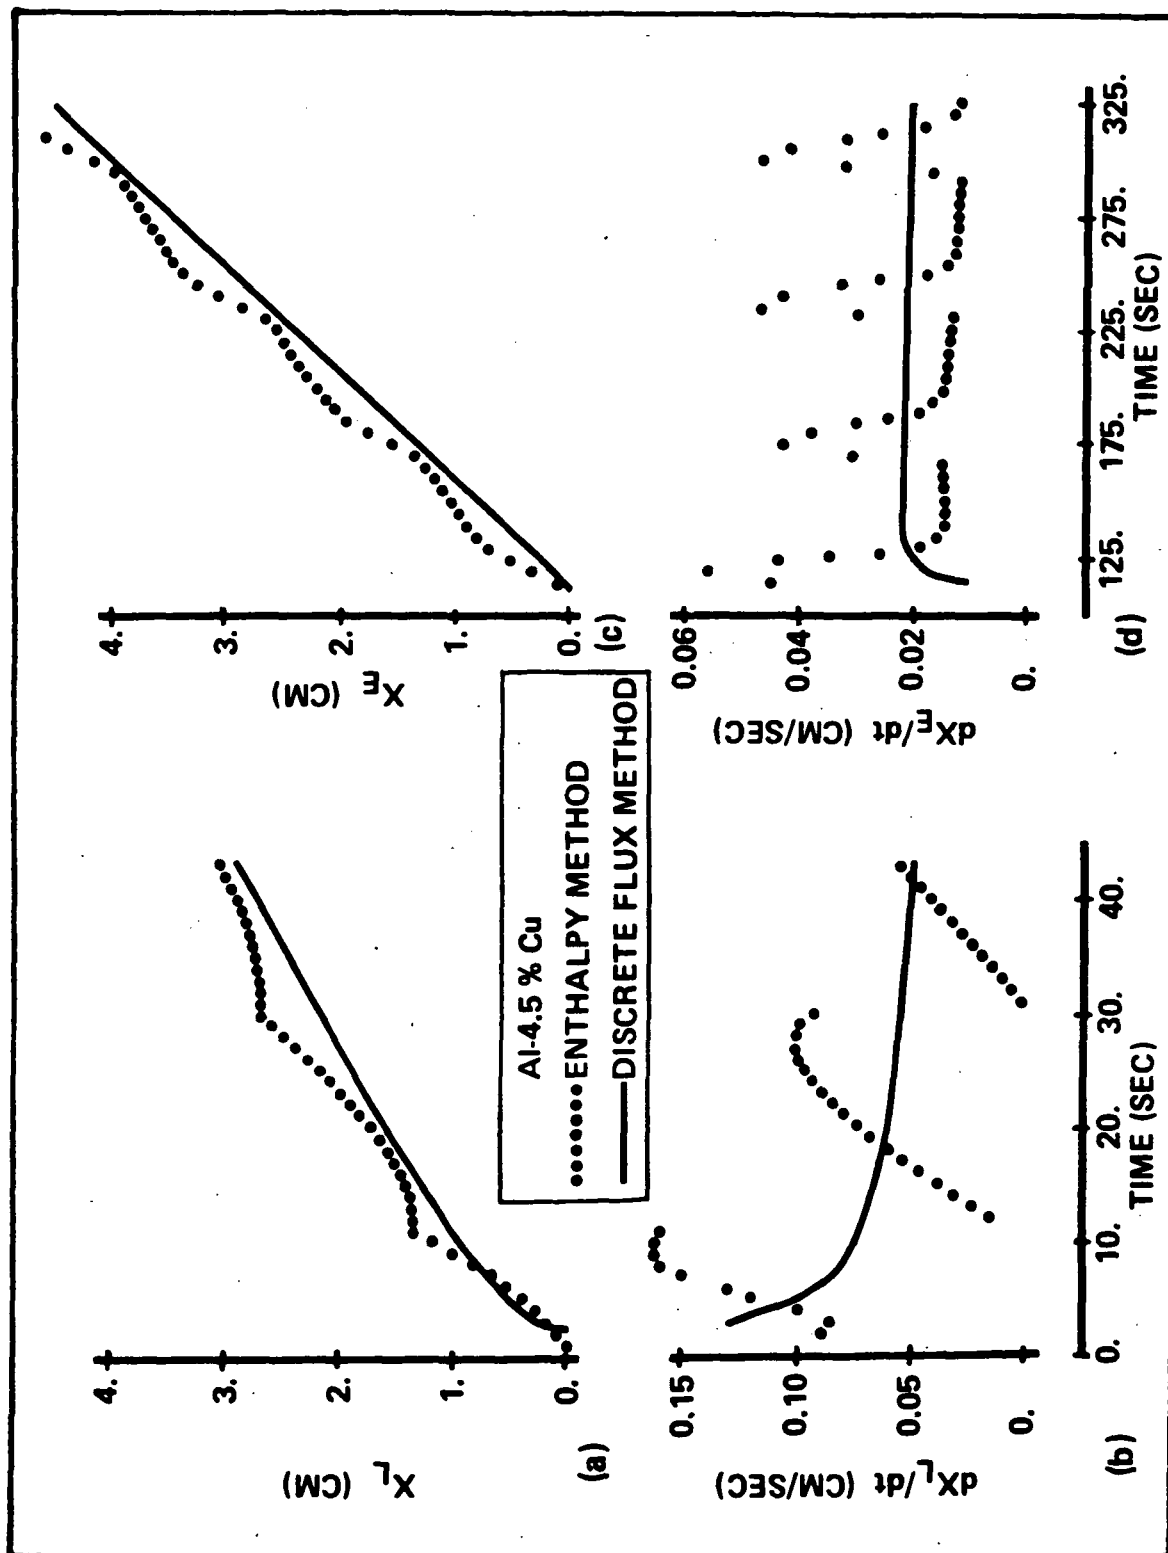 4.
3.
2.
1.
0.
X_L (CM)
(a)
4.
3.
2.
1.
0.
X_E (CM)
(c)
Al-4.5 % Cu
ENTHALPY METHOD
DISCRETE FLUX METHOD
0.15
0.10
0.05
0.
dX_L/dt (CM/SEC)
0.
10.
20.
30.
40.
TIME (SEC)
(b)
0.06
0.04
0.02
0.
dX_E/dt (CM/SEC)
125.
175.
225.
275.
325.
TIME (SEC)
(d)